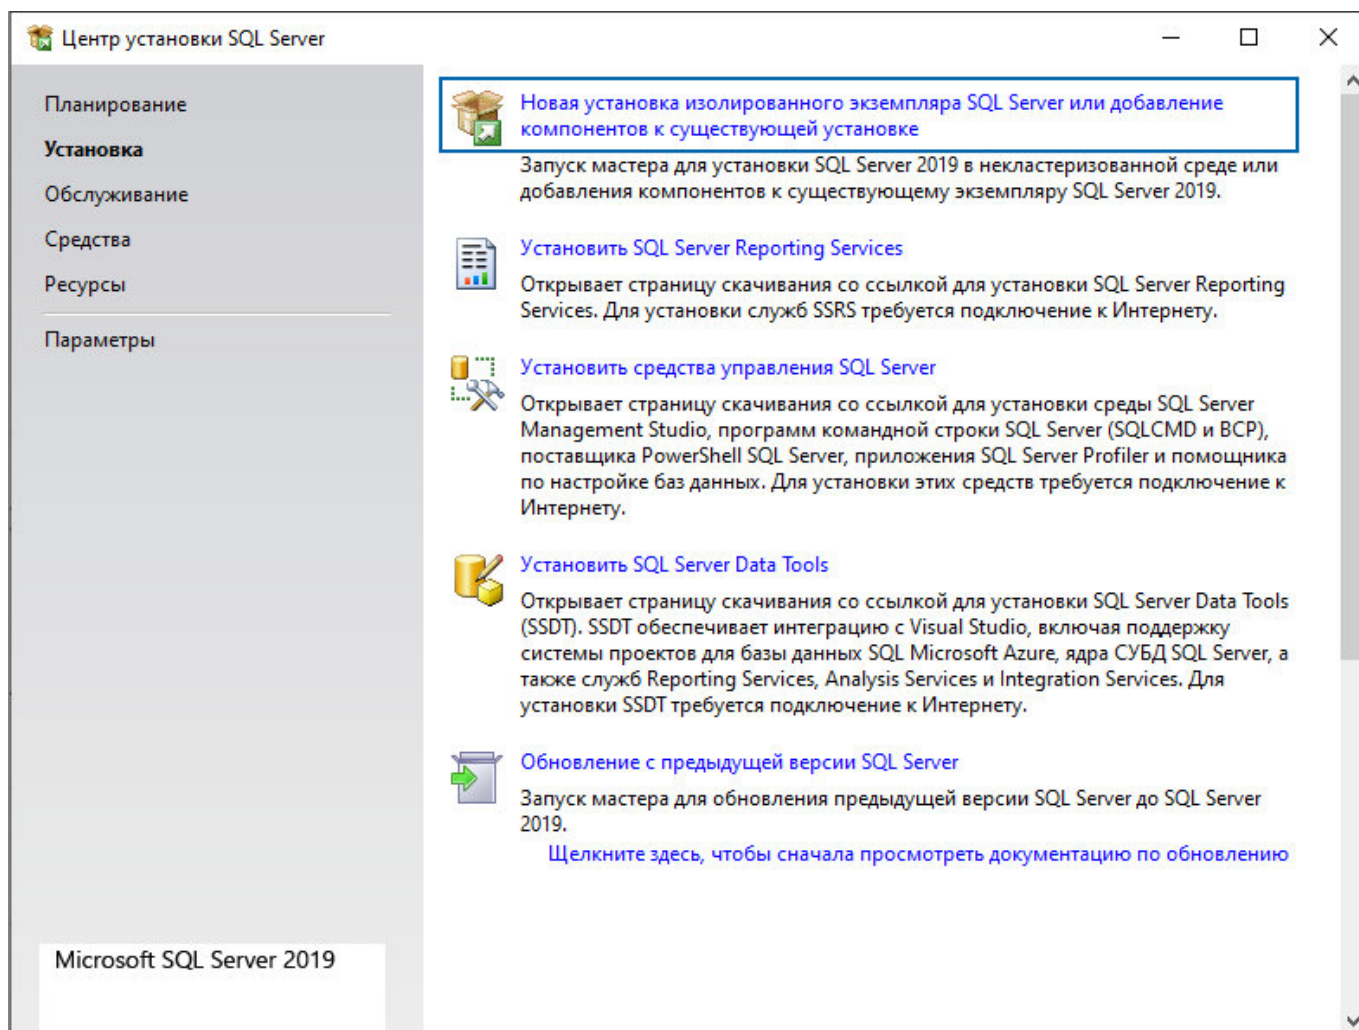 Центр установки SQL Server
Планирование
Установка
Обслуживание
Средства
Ресурсы
Параметры
Microsoft SQL Server 2019
Новая установка изолированного экземпляра SQL Server или добавление
компонентов к существующей установке
Запуск мастера для установки SQL Server 2019 в некластеризованной среде или
добавления компонентов к существующему экземпляру SQL Server 2019.
Установить SQL Server Reporting Services
Открывает страницу скачивания со ссылкой для установки SQL Server Reporting
Services. Для установки служб SSRS требуется подключение к Интернету.
Установить средства управления SQL Server
Открывает страницу скачивания со ссылкой для установки среды SQL Server
Management Studio, программ командной строки SQL Server (SQLCMD и BCP),
поставщика PowerShell SQL Server, приложения SQL Server Profiler и помощника
по настройке баз данных. Для установки этих средств требуется подключение к
Интернету.
Установить SQL Server Data Tools
Открывает страницу скачивания со ссылкой для установки SQL Server Data Tools
(SSDT). SSDT обеспечивает интеграцию с Visual Studio, включая поддержку
системы проектов для базы данных SQL Microsoft Azure, ядра СУБД SQL Server, а
также служб Reporting Services, Analysis Services и Integration Services. Для
установки SSDT требуется подключение к Интернету.
Обновление с предыдущей версии SQL Server
Запуск мастера для обновления предыдущей версии SQL Server до SQL Server
2019.
Щелкните здесь, чтобы сначала просмотреть документацию по обновлению